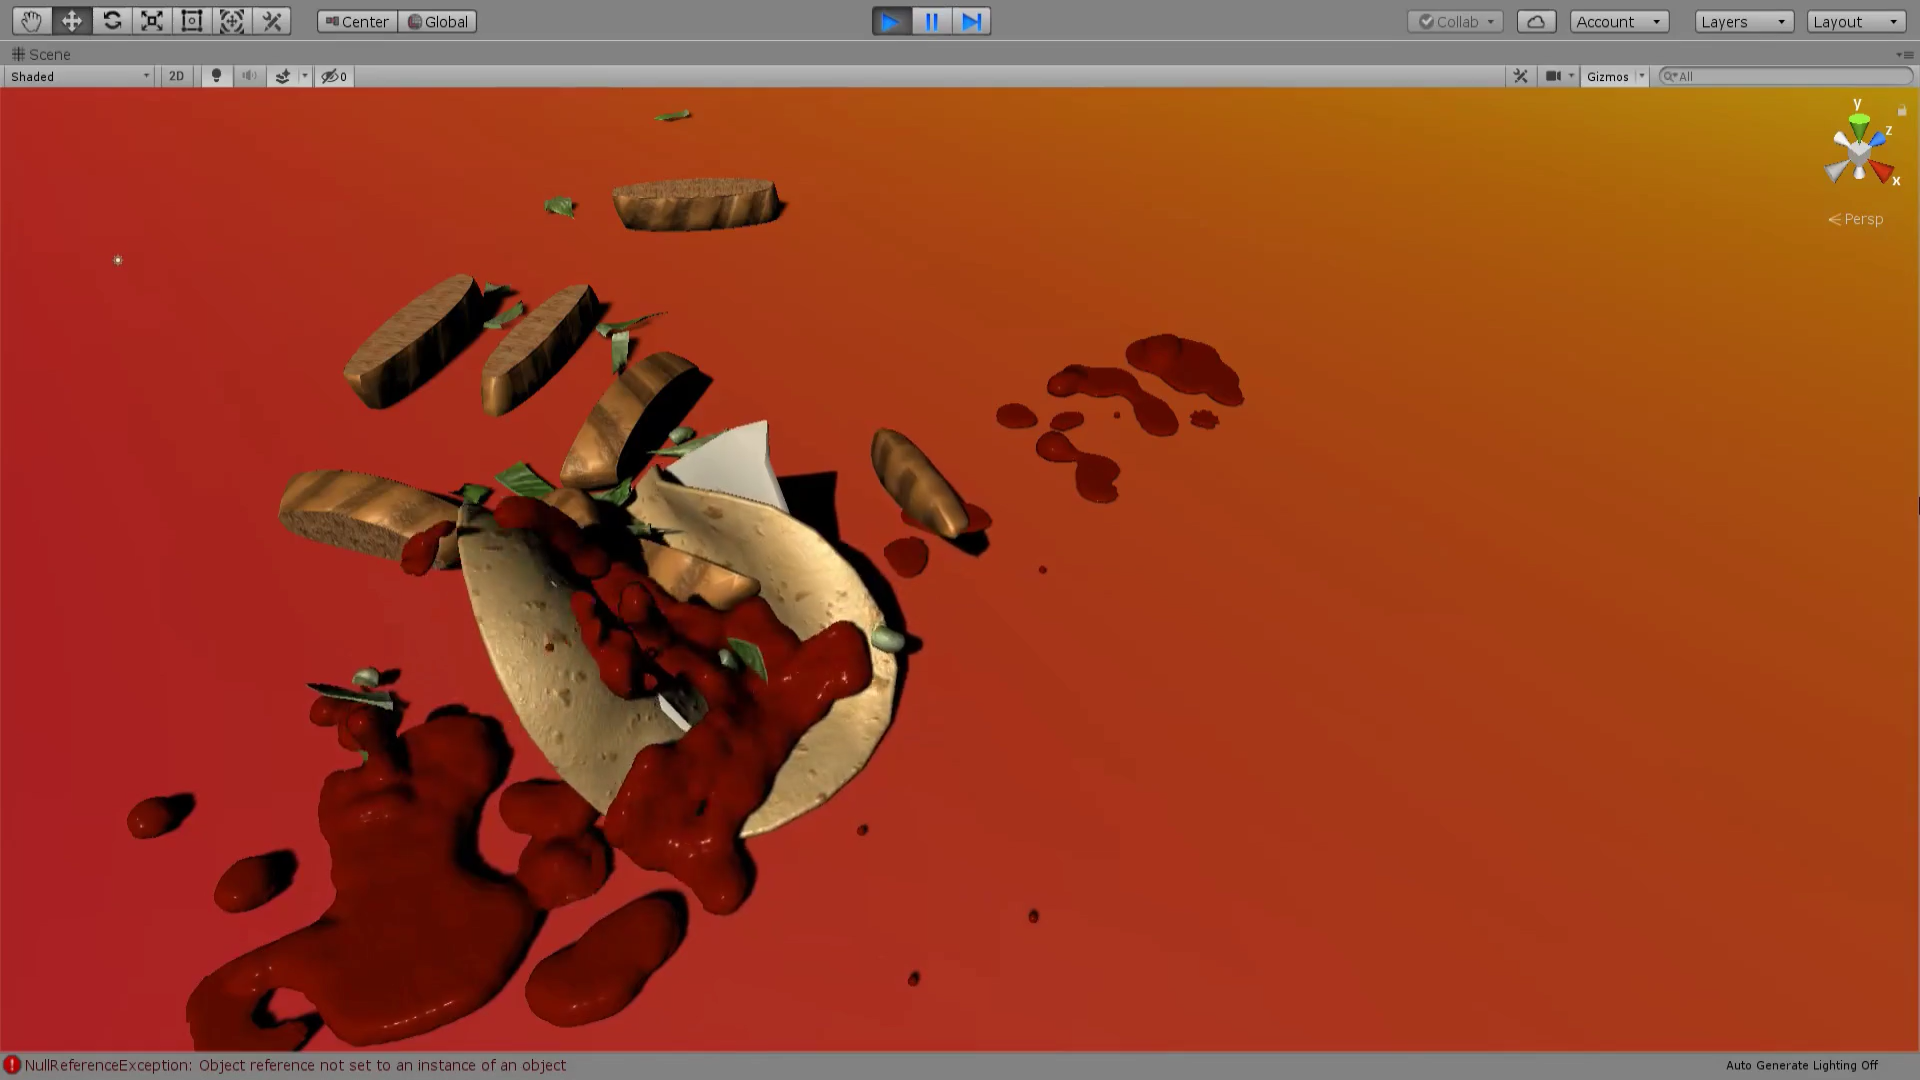 Center Global Collab Account Layers Layout
Scene
Shaded 2D 0 Gizmos All
y
z
x
Persp
NullReferenceException: Object reference not set to an instance of an object Auto Generate Lighting Off